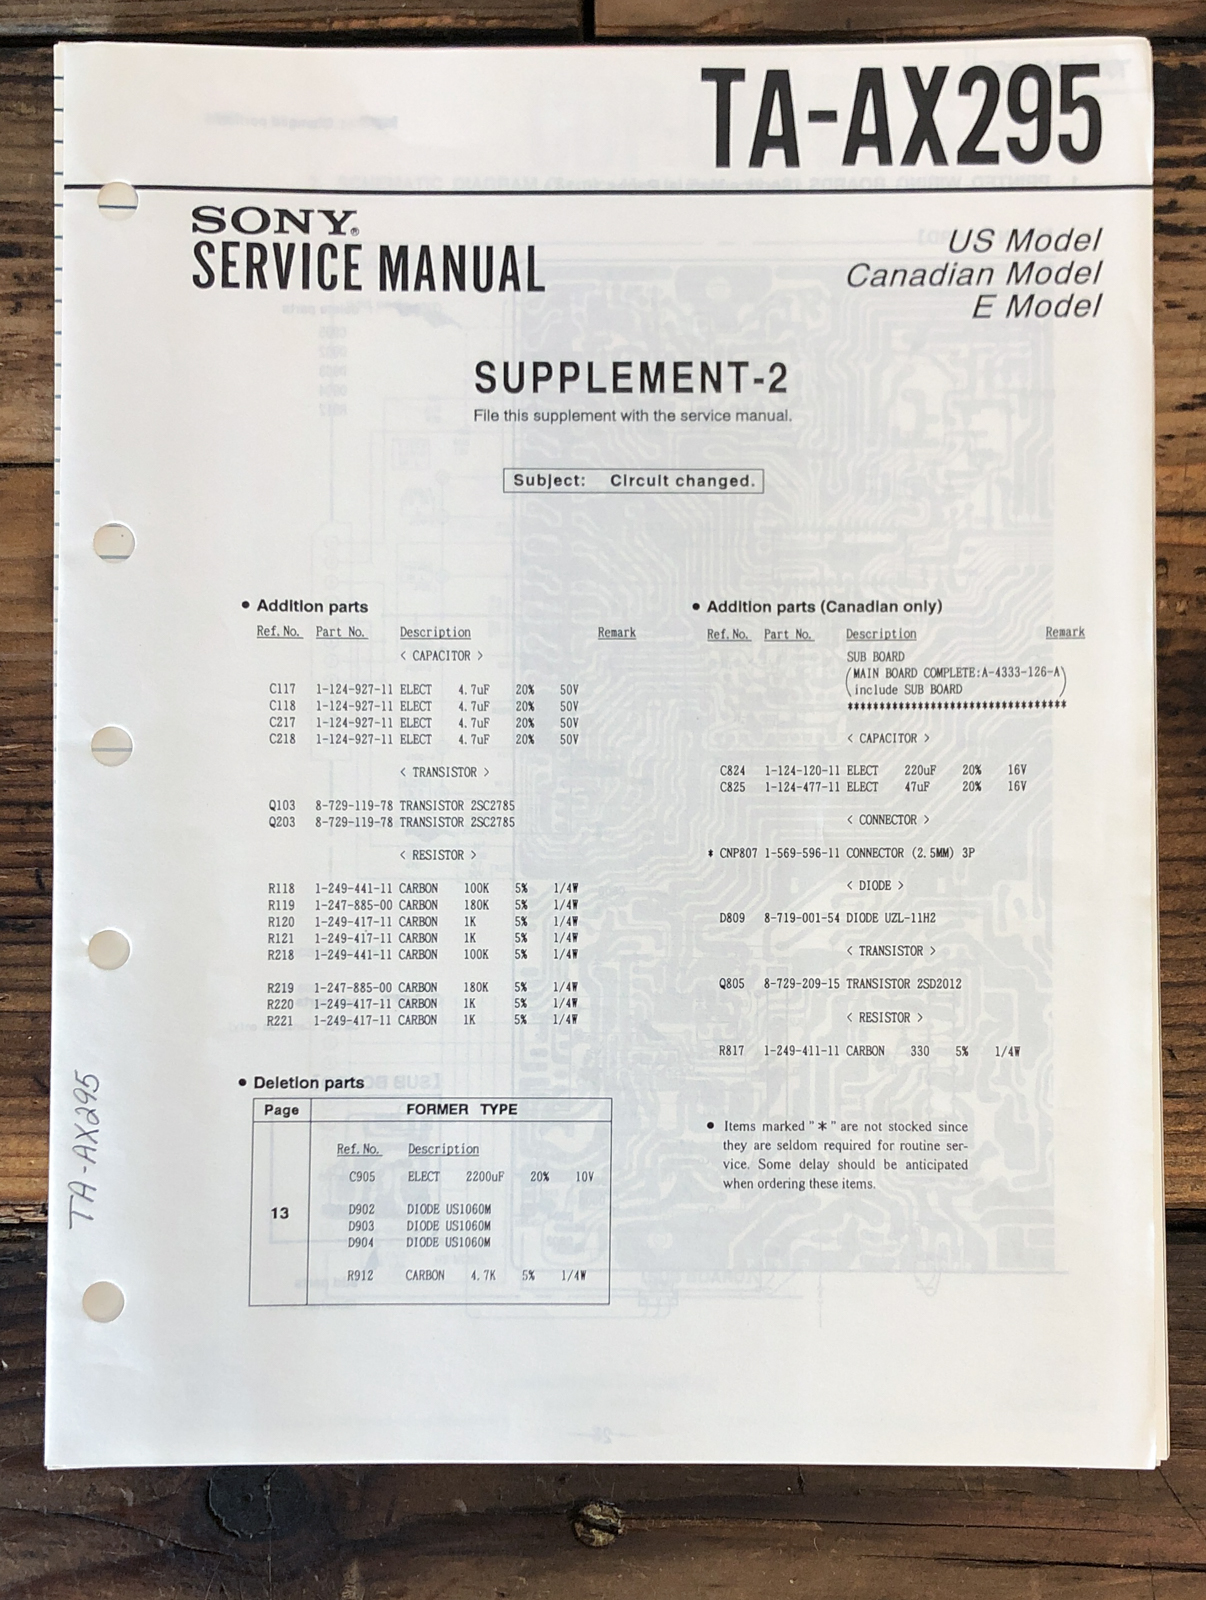 TA-AX295
SONY®
SERVICE MANUAL
US Model
Canadian Model
E Model
SUPPLEMENT-2
File this supplement with the service manual.
Subject: Circuit changed.
• Addition parts
Ref. No. Part No. Description Remark
< CAPACITOR >
C117 1-124-927-11 ELECT 4.7uF 20% 50V
C118 1-124-927-11 ELECT 4.7uF 20% 50V
C217 1-124-927-11 ELECT 4.7uF 20% 50V
C218 1-124-927-11 ELECT 4.7uF 20% 50V
< TRANSISTOR >
Q103 8-729-119-78 TRANSISTOR 2SC2785
Q203 8-729-119-78 TRANSISTOR 2SC2785
< RESISTOR >
R118 1-249-441-11 CARBON 100K 5% 1/4W
R119 1-247-885-00 CARBON 180K 5% 1/4W
R120 1-249-417-11 CARBON 1K 5% 1/4W
R121 1-249-417-11 CARBON 1K 5% 1/4W
R218 1-249-441-11 CARBON 100K 5% 1/4W
R219 1-247-885-00 CARBON 180K 5% 1/4W
R220 1-249-417-11 CARBON 1K 5% 1/4W
R221 1-249-417-11 CARBON 1K 5% 1/4W
• Deletion parts
Page FORMER TYPE
Ref. No. Description
C905 ELECT 2200uF 20% 10V
13
D902 DIODE US1060M
D903 DIODE US1060M
D904 DIODE US1060M
R912 CARBON 4.7K 5% 1/4W
• Addition parts (Canadian only)
Ref. No. Part No. Description Remark
SUB BOARD
(MAIN BOARD COMPLETE:A-4333-126-A)
include SUB BOARD
**********************************
< CAPACITOR >
C824 1-124-120-11 ELECT 220uF 20% 16V
C825 1-124-477-11 ELECT 47uF 20% 16V
< CONNECTOR >
* CNP807 1-569-596-11 CONNECTOR (2.5MM) 3P
< DIODE >
D809 8-719-001-54 DIODE UZL-11H2
< TRANSISTOR >
Q805 8-729-209-15 TRANSISTOR 2SD2012
< RESISTOR >
R817 1-249-411-11 CARBON 330 5% 1/4W
• Items marked "*" are not stocked since
they are seldom required for routine ser-
vice. Some delay should be anticipated
when ordering these items.
TA-AX295